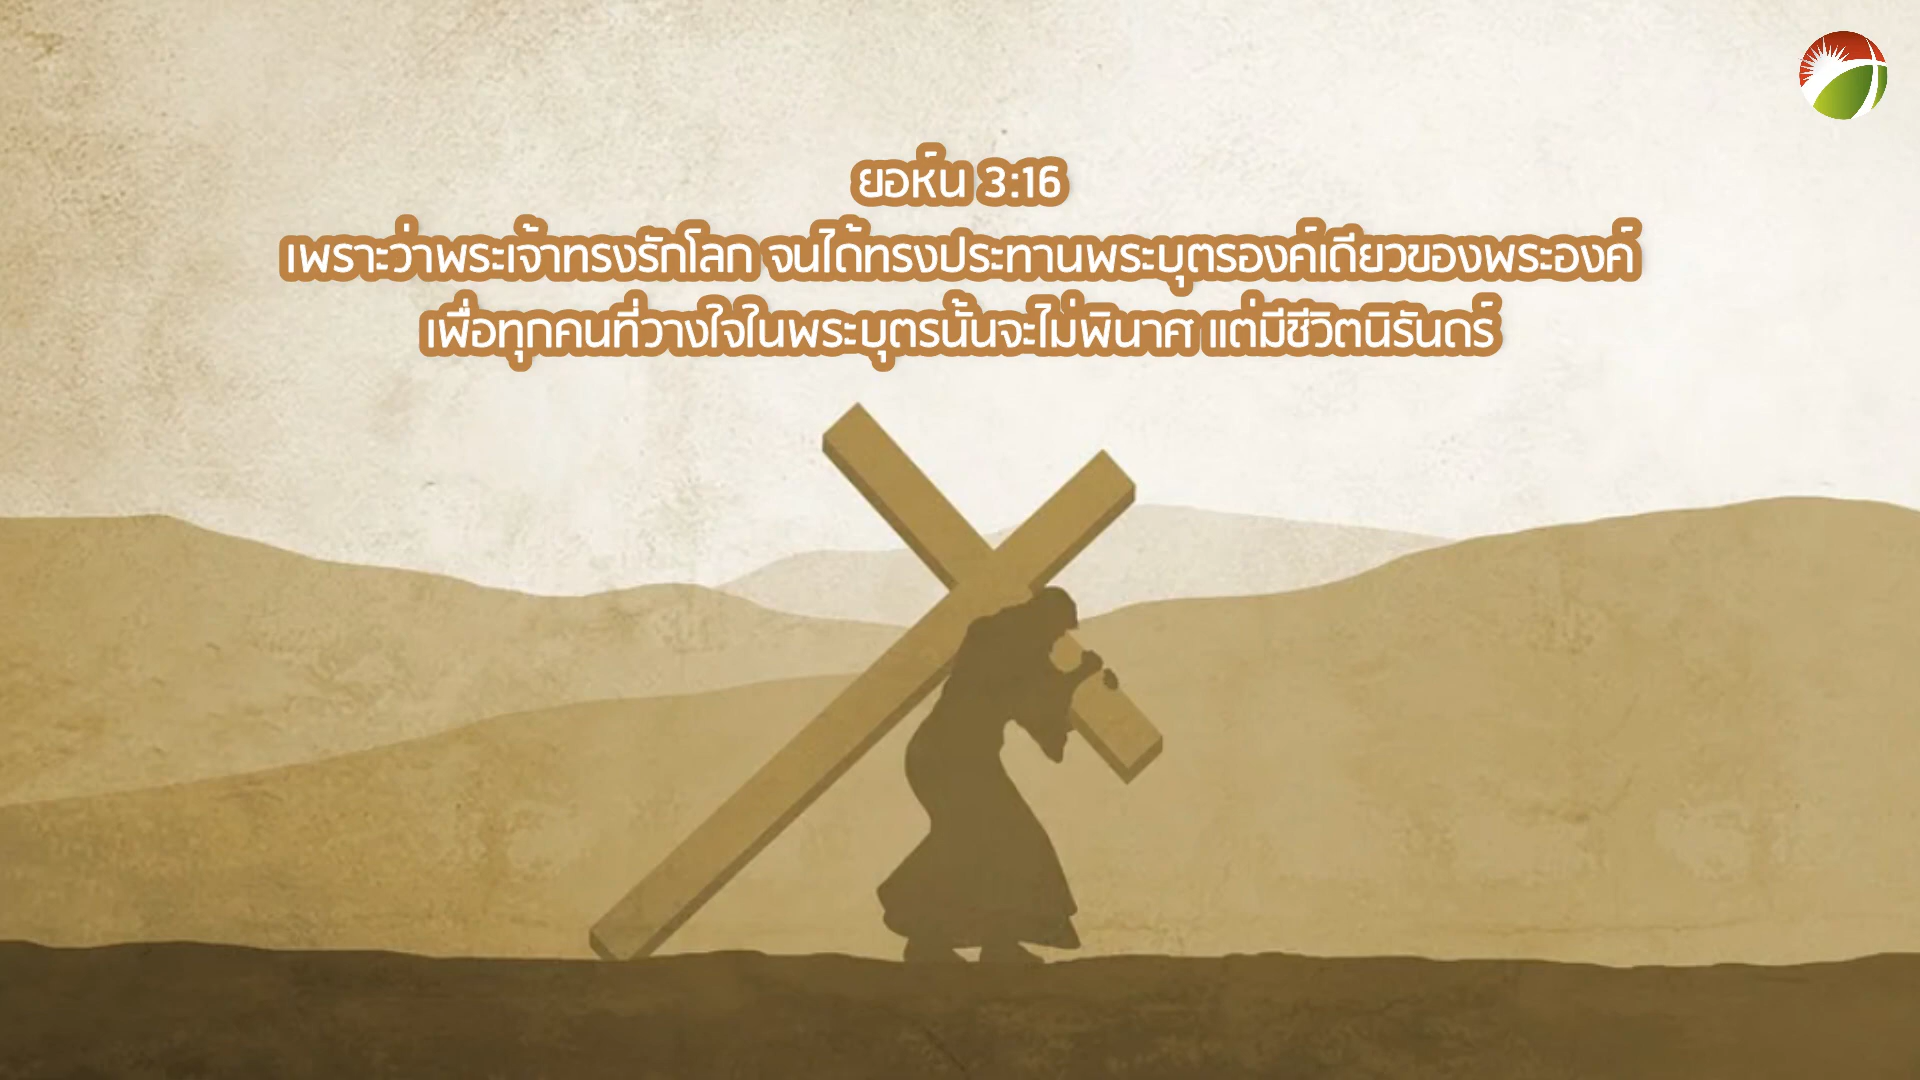 ยอห์น 3:16
เพราะว่าพระเจ้าทรงรักโลก จนได้ทรงประทานพระบุตรองค์เดียวของพระองค์
เพื่อทุกคนที่วางใจในพระบุตรนั้นจะไม่พินาศ แต่มีชีวิตนิรันดร์